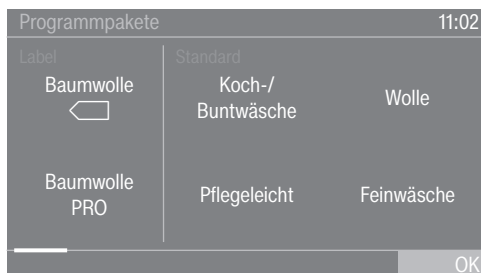 Programmpakete 11:02
Label Standard
Baumwolle
Koch-/
Buntwäsche
Wolle
Baumwolle
PRO
Pflegeleicht
Feinwäsche
OK